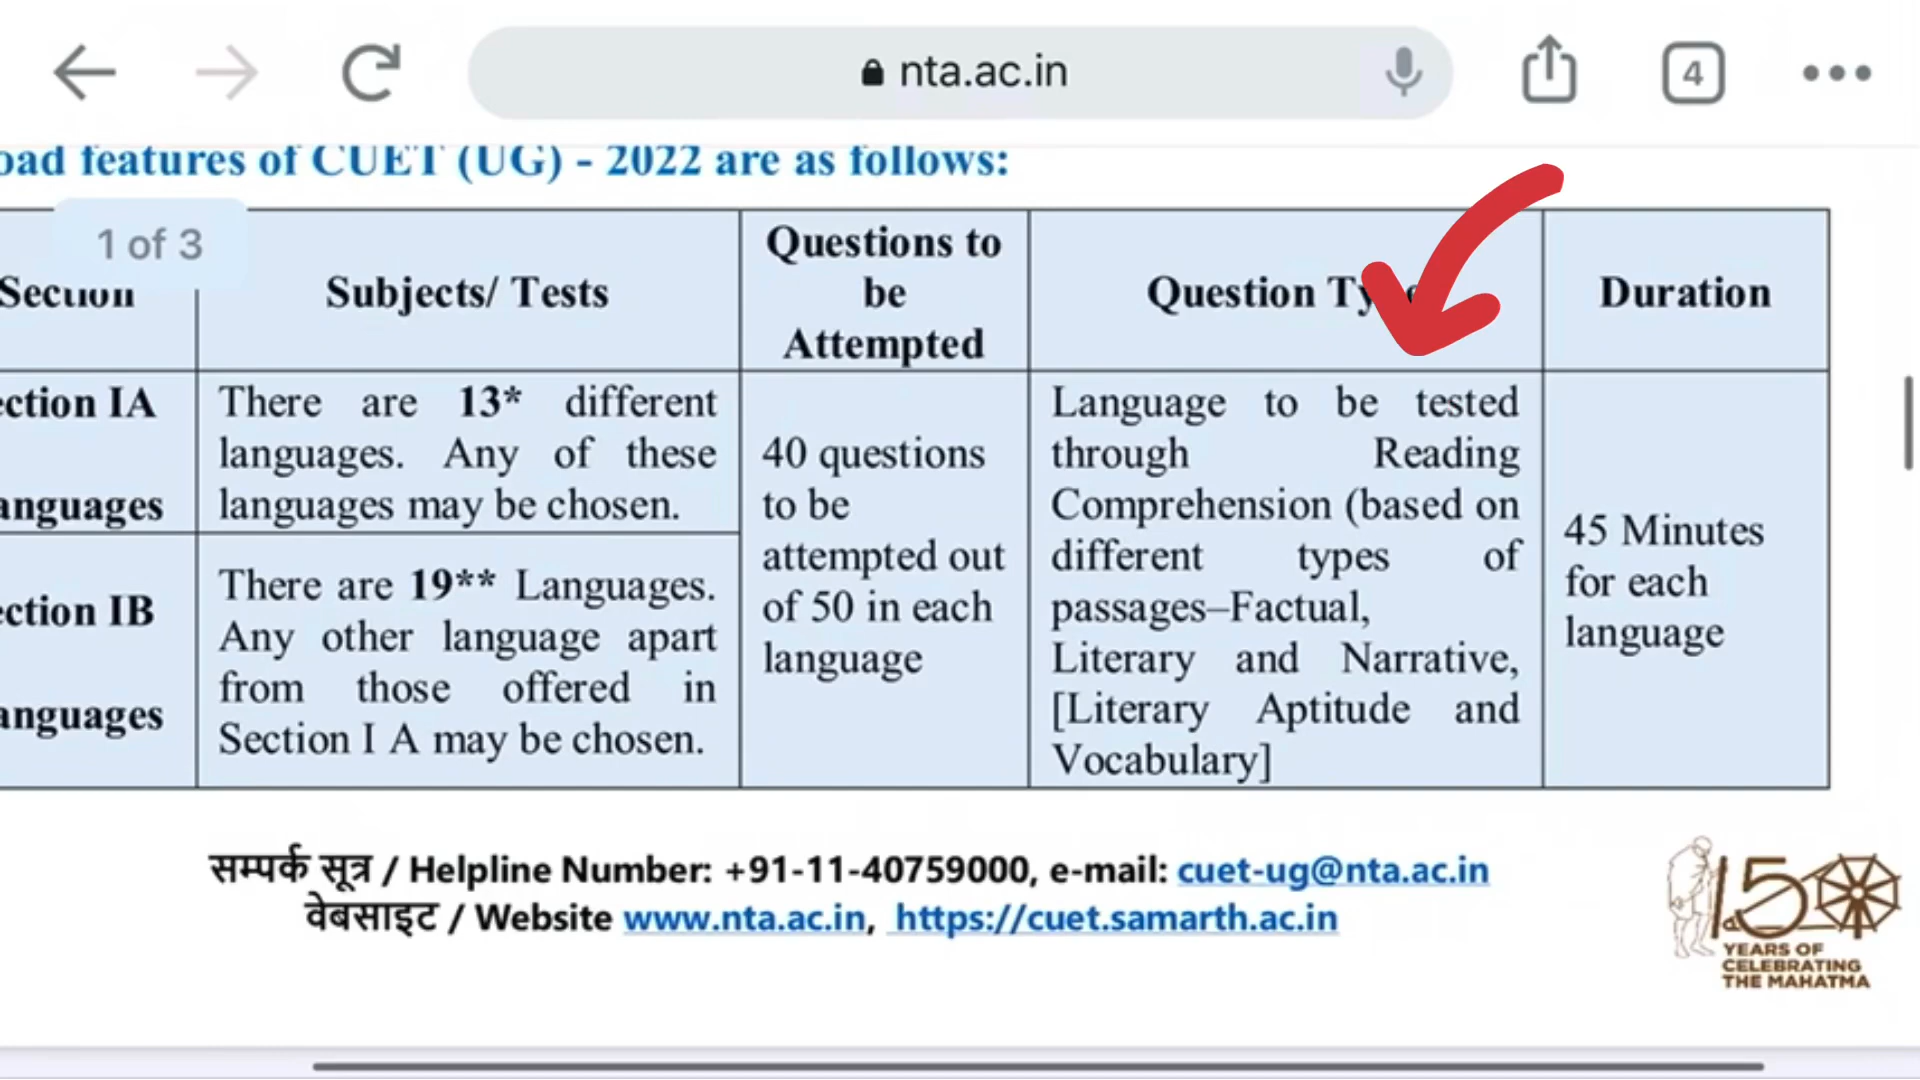 nta.ac.in
4
oad features of CUET (UG) - 2022 are as follows:
1 of 3
Section
Subjects/ Tests
Questions to
be
Attempted
Question
Duration
ection IA
anguages
There are 13* different
languages. Any of these
languages may be chosen.
ection IB
anguages
There are 19** Languages.
Any other language apart
from those offered in
Section I A may be chosen.
40 questions
to be
attempted out
of 50 in each
language
Language to be tested
through Reading
Comprehension (based on
different types of
passages–Factual,
Literary and Narrative,
[Literary Aptitude and
Vocabulary]
45 Minutes
for each
language
सम्पर्क सूत्र / Helpline Number: +91-11-40759000, e-mail: cuet-ug@nta.ac.in
वेबसाइट / Website www.nta.ac.in, https://cuet.samarth.ac.in
150
YEARS OF
CELEBRATING
THE MAHATMA